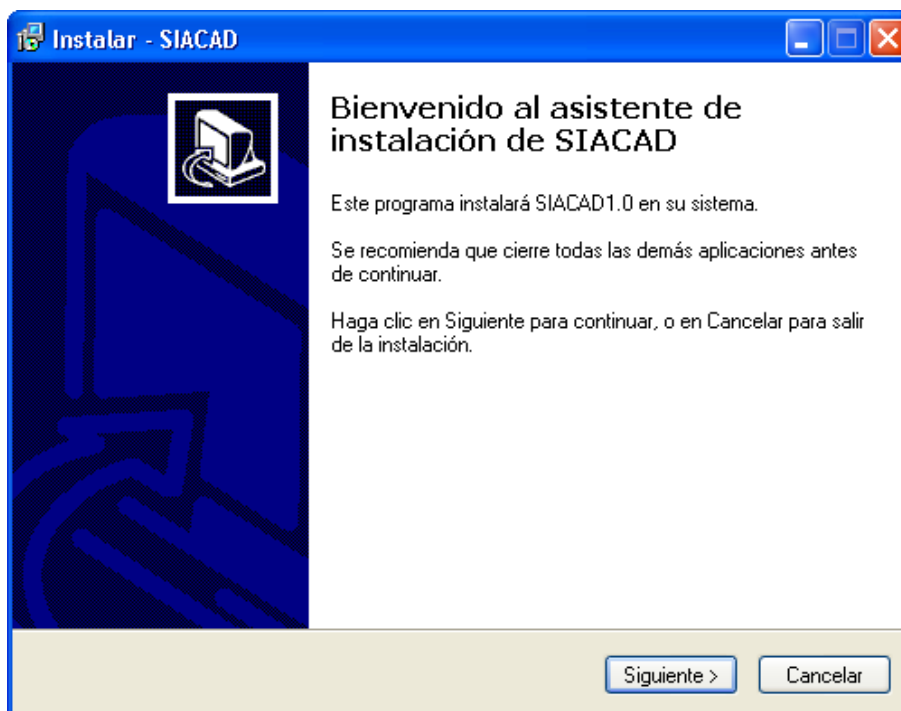 Instalar - SIACAD
Bienvenido al asistente de
instalación de SIACAD
Este programa instalará SIACAD1.0 en su sistema.
Se recomienda que cierre todas las demás aplicaciones antes
de continuar.
Haga clic en Siguiente para continuar, o en Cancelar para salir
de la instalación.
Siguiente >
Cancelar